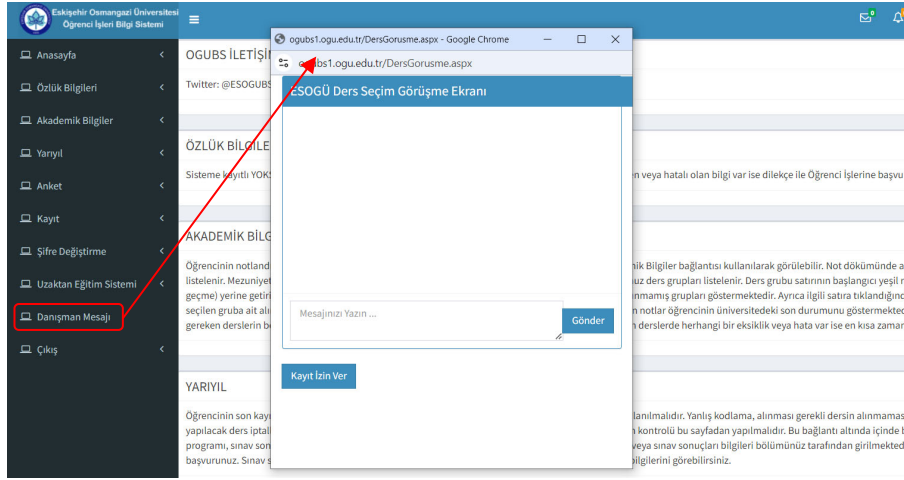 Eskişehir Osmangazi Üniversitesi
Öğrenci İşleri Bilgi Sistemi
Anasayfa
Özlük Bilgileri
Akademik Bilgiler
Yarıyıl
Anket
Kayıt
Şifre Değiştirme
Uzaktan Eğitim Sistemi
Danışman Mesajı
Çıkış
ogubs1.ogu.edu.tr/DersGorusme.aspx - Google Chrome
ogubs1.ogu.edu.tr/DersGorusme.aspx
ESOGÜ Ders Seçim Görüşme Ekranı
Mesajınızı Yazın ...
Gönder
Kayıt İzin Ver
OGUBS İLETİŞİ
Twitter: @ESOGUBS
ÖZLÜK BİLGİLE
Sisteme kayıtlı YOKS
en veya hatalı olan bilgi var ise dilekçe ile Öğrenci İşlerine başvu
AKADEMİK BİLG
Öğrencinin notland
nik Bilgiler bağlantısı kullanılarak görülebilir. Not dökümünde a
listelenir. Mezuniyet
uz ders grupları listelenir. Ders grubu satırının başlangıcı yeşil r
geçme) yerine getiri
nmamış grupları göstermektedir. Ayrıca ilgili satıra tıklandığınd
seçilen gruba ait alı
n notlar öğrencinin üniversitedeki son durumunu göstermekted
gereken derslerin b
n derslerde herhangi bir eksiklik veya hata var ise en kısa zamar
YARIYIL
Öğrencinin son kayı
lanılmalıdır. Yanlış kodlama, alınması gerekli dersin alınmamas
yapılacak ders iptal
n kontrolü bu sayfadan yapılmalıdır. Bu bağlantı altında içinde b
programı, sınav son
veya sınav sonuçları bilgileri bölümünüz tarafından girilmekted
başvurunuz. Sınav s
bilgilerini görebilirsiniz.